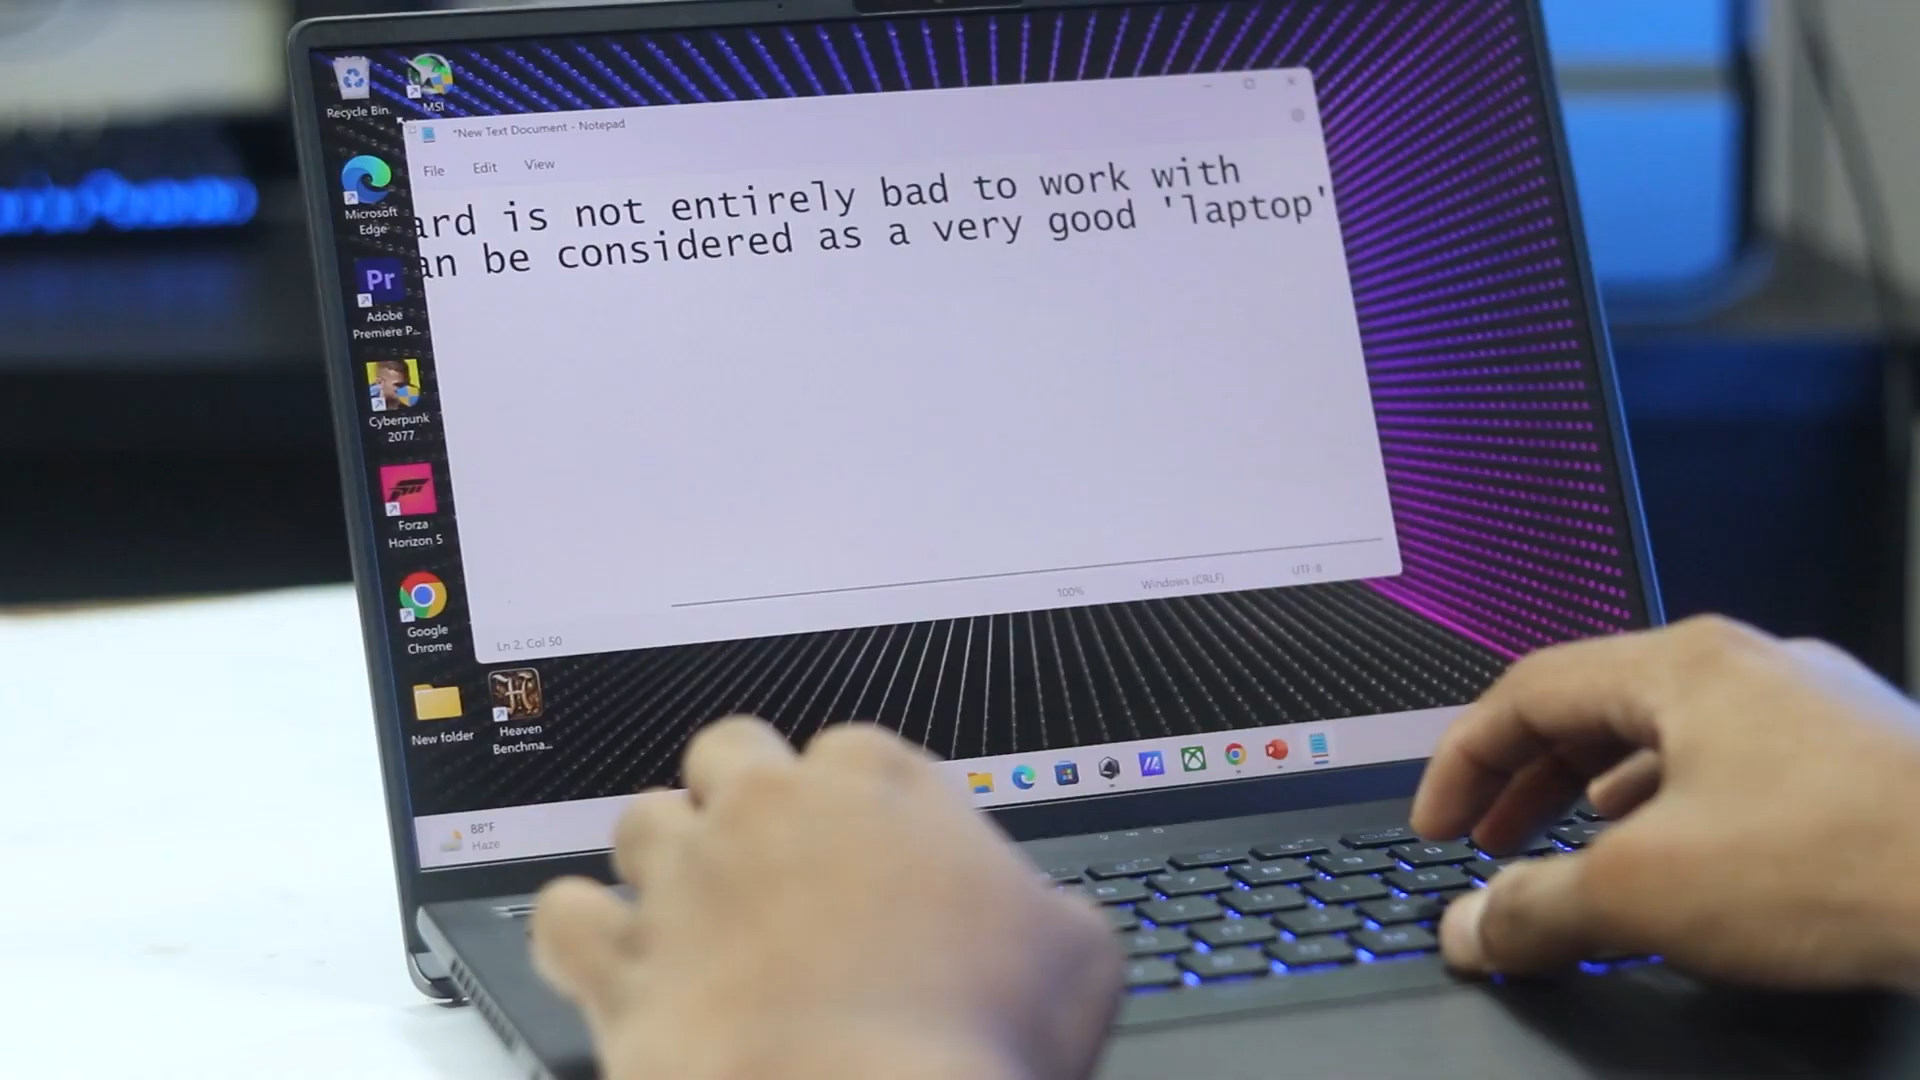 Recycle Bin
MSI
*New Text Document - Notepad
File Edit View
ard is not entirely bad to work with
an be considered as a very good 'laptop'
Ln 2, Col 50
100%
Windows (CRLF)
UTF-8
Microsoft
Edge
Pr
Adobe
Premiere P...
Cyberpunk
2077
Forza
Horizon 5
Google
Chrome
New folder
Heaven
Benchma...
88°F
Haze